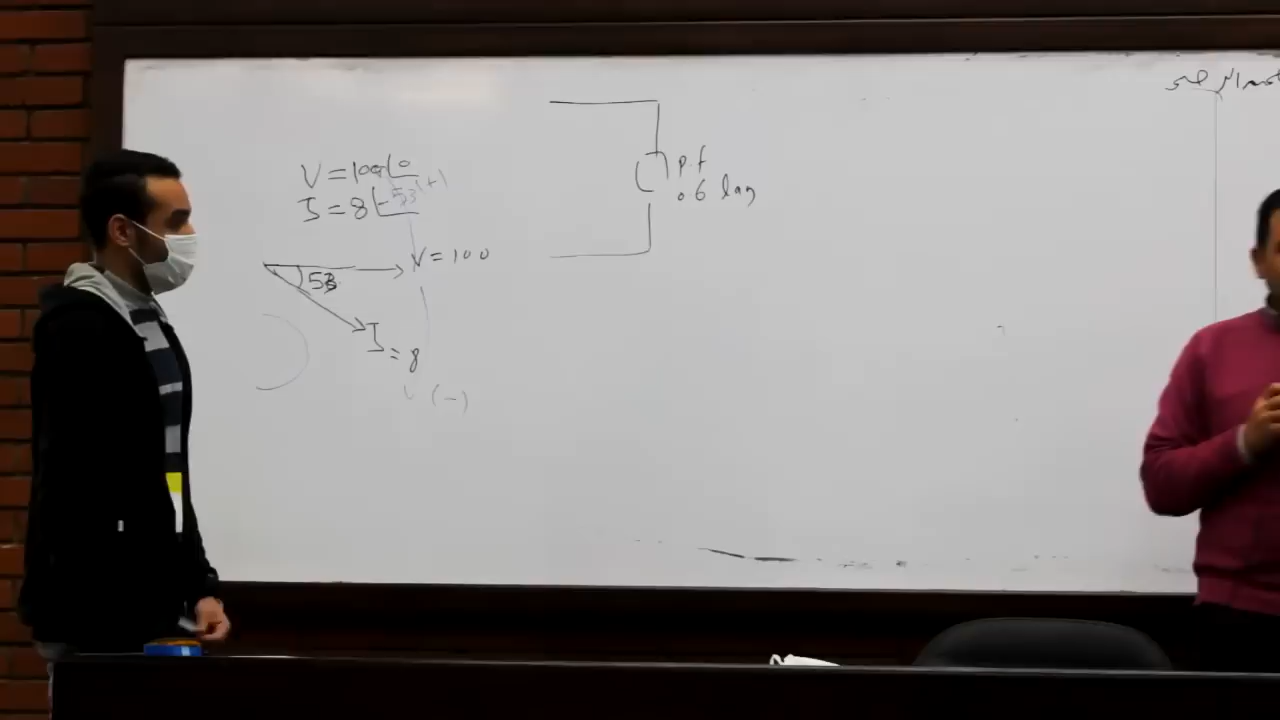 V = 100∠0
I = 8∠-53 (+)
V = 100
53
I = 8
(-)
p.f
0.6 lag